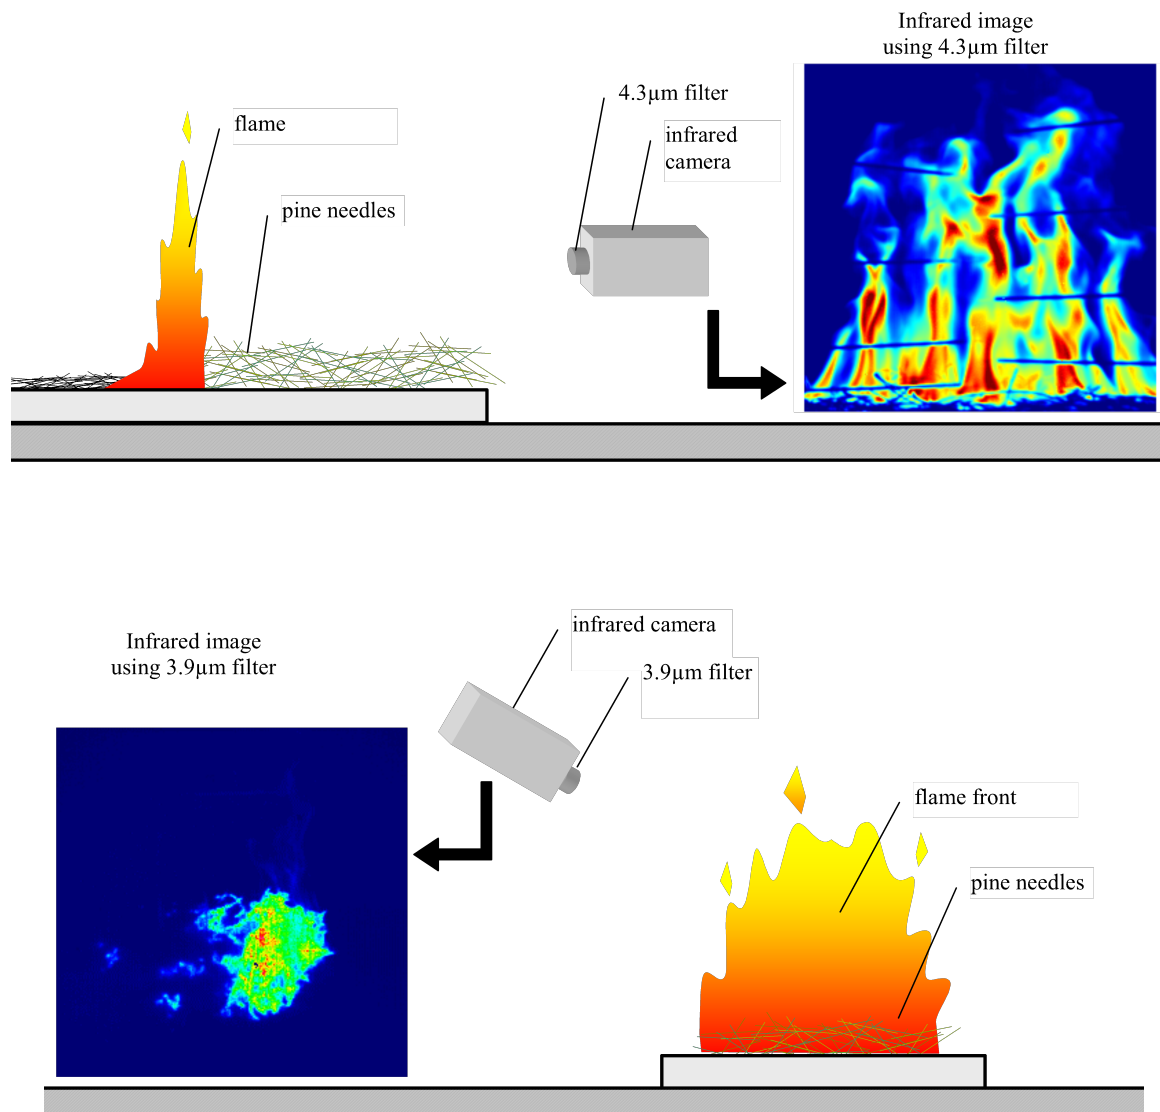 Infrared image
using 4.3µm filter
4.3µm filter
flame
infrared
camera
pine needles
infrared camera
Infrared image
using 3.9µm filter
3.9µm filter
flame front
pine needles